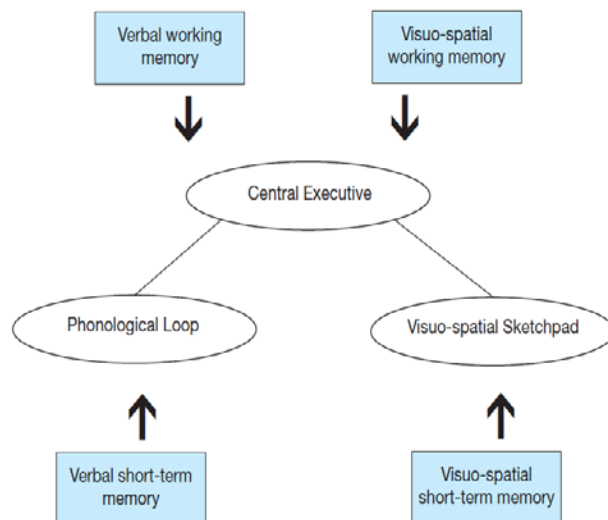 Verbal working
memory
Visuo-spatial
working memory
Central Executive
Phonological Loop
Visuo-spatial Sketchpad
Verbal short-term
memory
Visuo-spatial
short-term memory